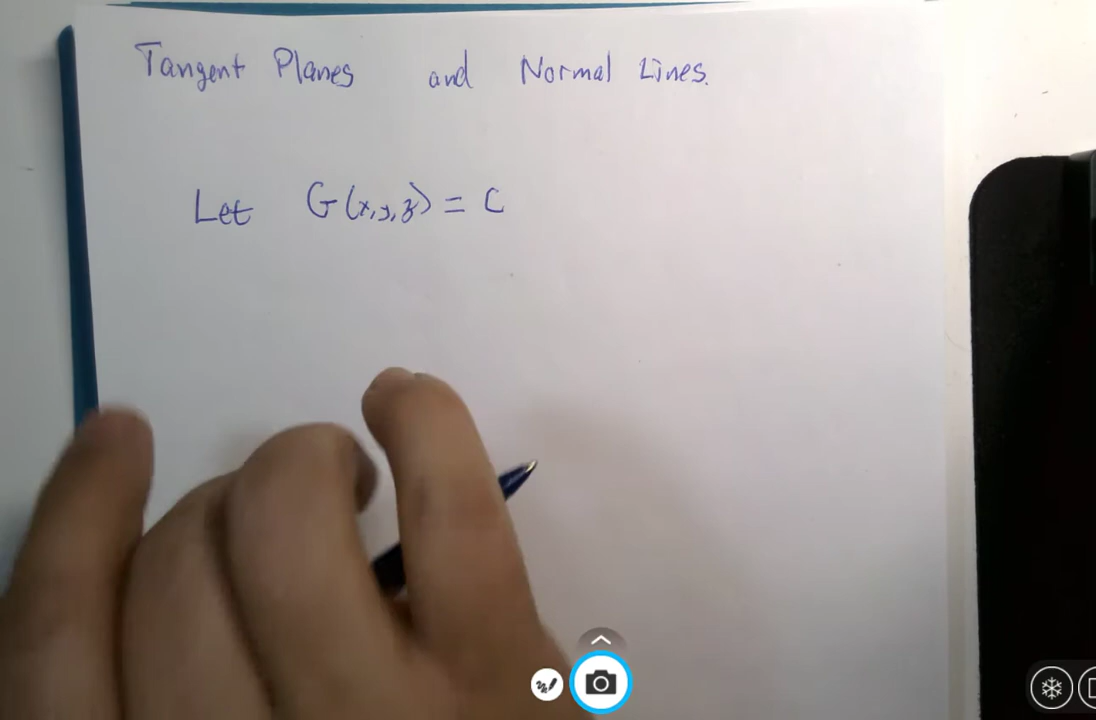 Tangent Planes and Normal Lines.
Let G(x,y,z) = C